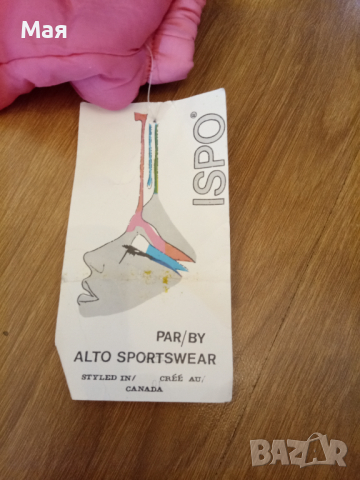 Мая
ISPO®
PAR/BY
ALTO SPORTSWEAR
STYLED IN/ CRÉÉ AU:
CANADA
BAZAR